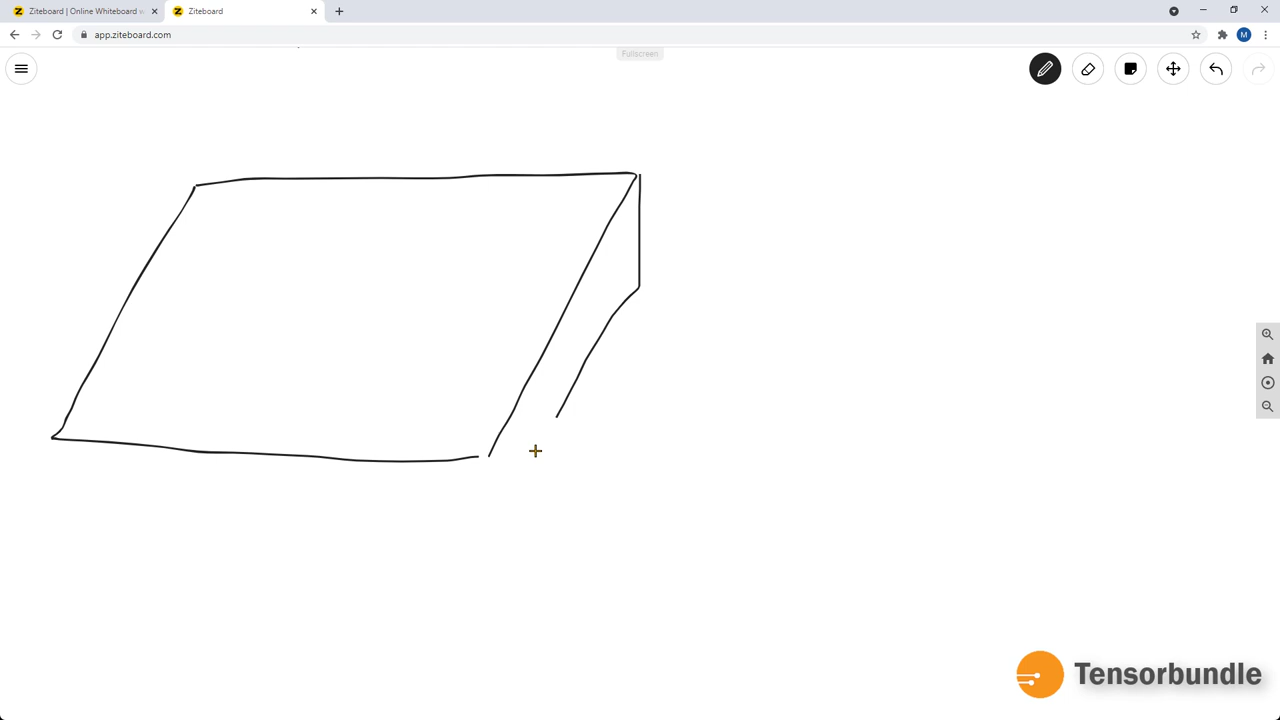 Ziteboard | Online Whiteboard w
Ziteboard
app.ziteboard.com
M
Fullscreen
Tensorbundle